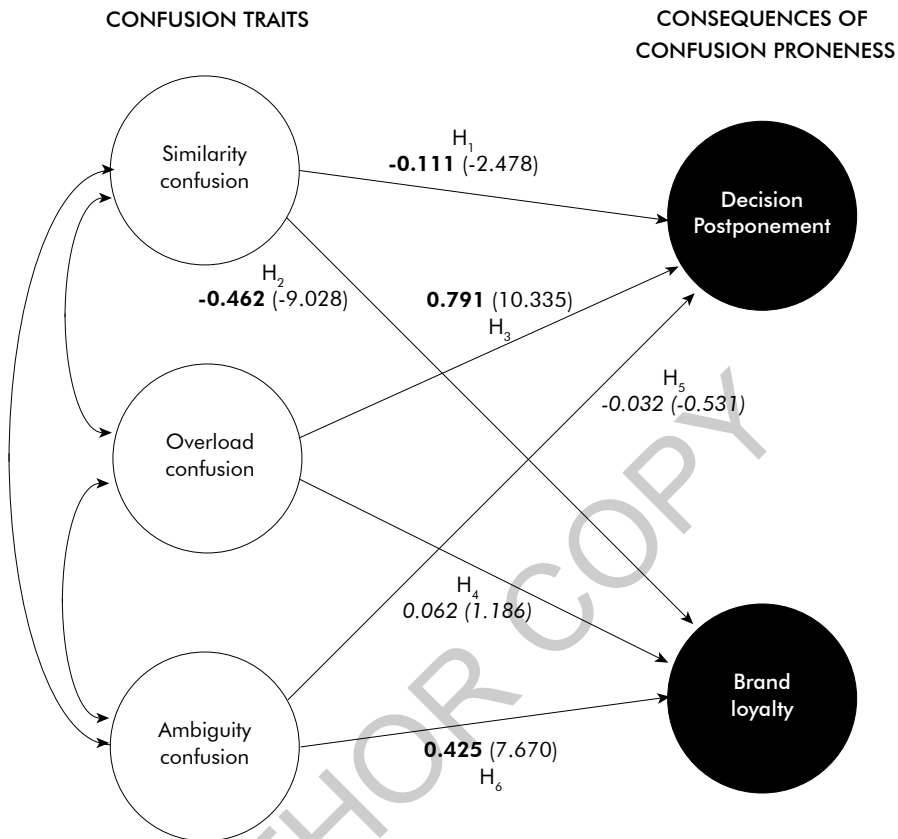 CONFUSION TRAITS
CONSEQUENCES OF
CONFUSION PRONENESS
Similarity
confusion
H1
-0.111 (-2.478)
Decision
Postponement
H2
-0.462 (-9.028)
0.791 (10.335)
H3
H5
-0.032 (-0.531)
Overload
confusion
H4
0.062 (1.186)
Ambiguity
confusion
0.425 (7.670)
H6
Brand
loyalty
THOR COPY